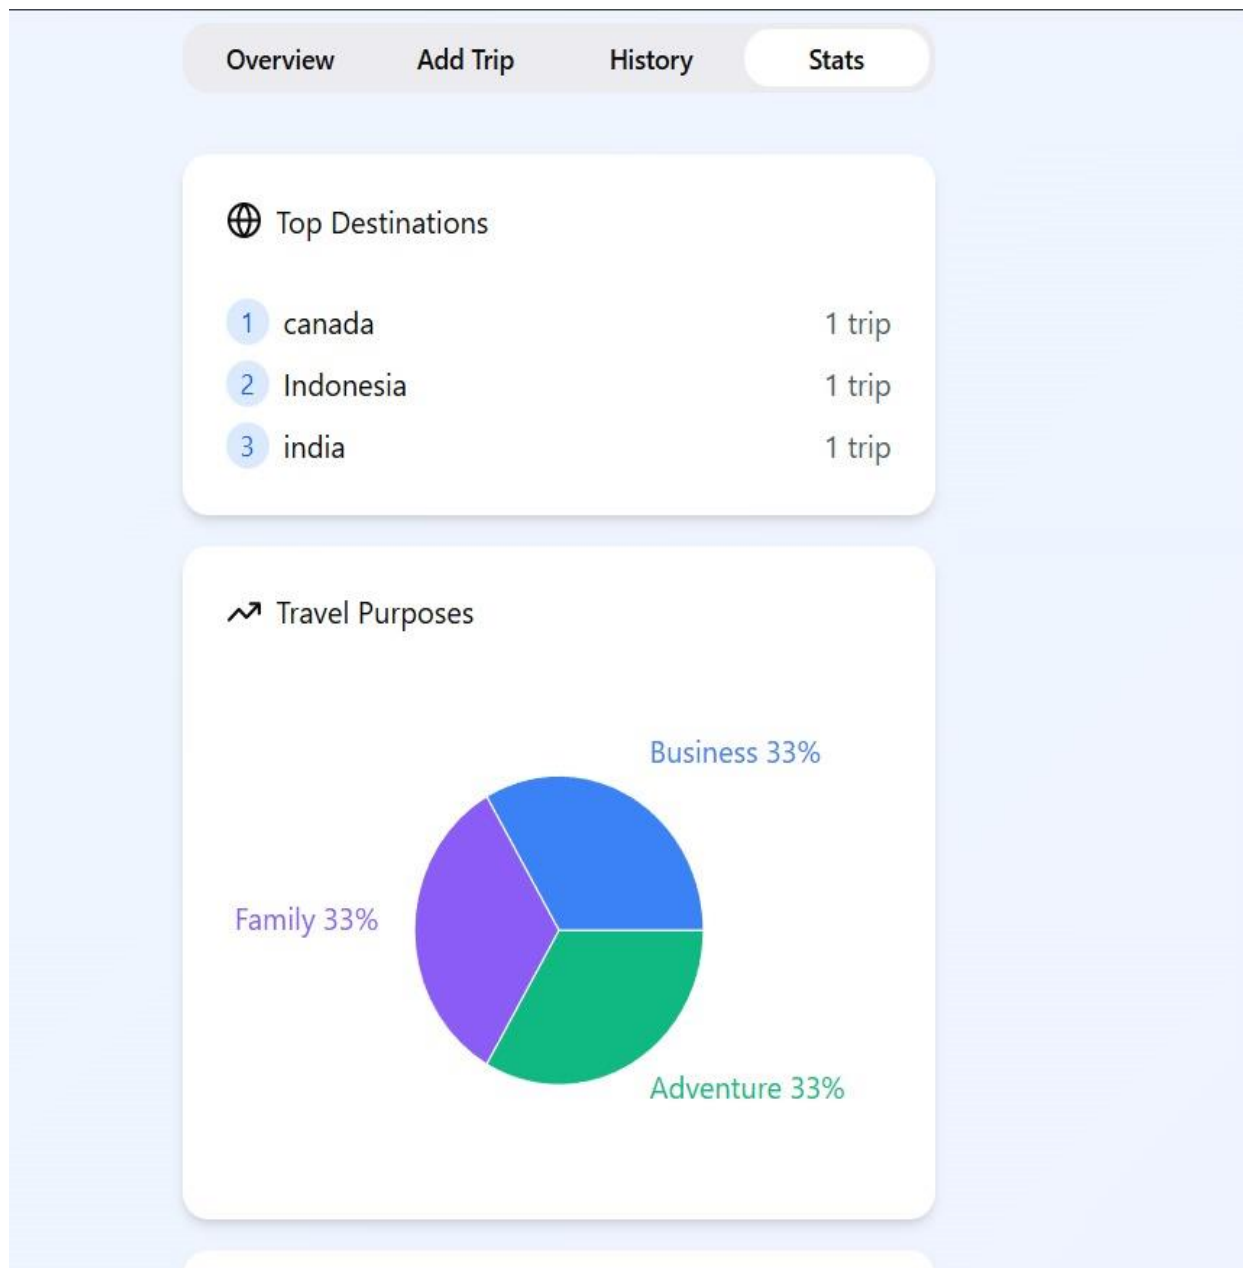 Overview Add Trip History Stats
Top Destinations
1 canada 1 trip
2 Indonesia 1 trip
3 india 1 trip
Travel Purposes
Business 33%
Family 33%
Adventure 33%